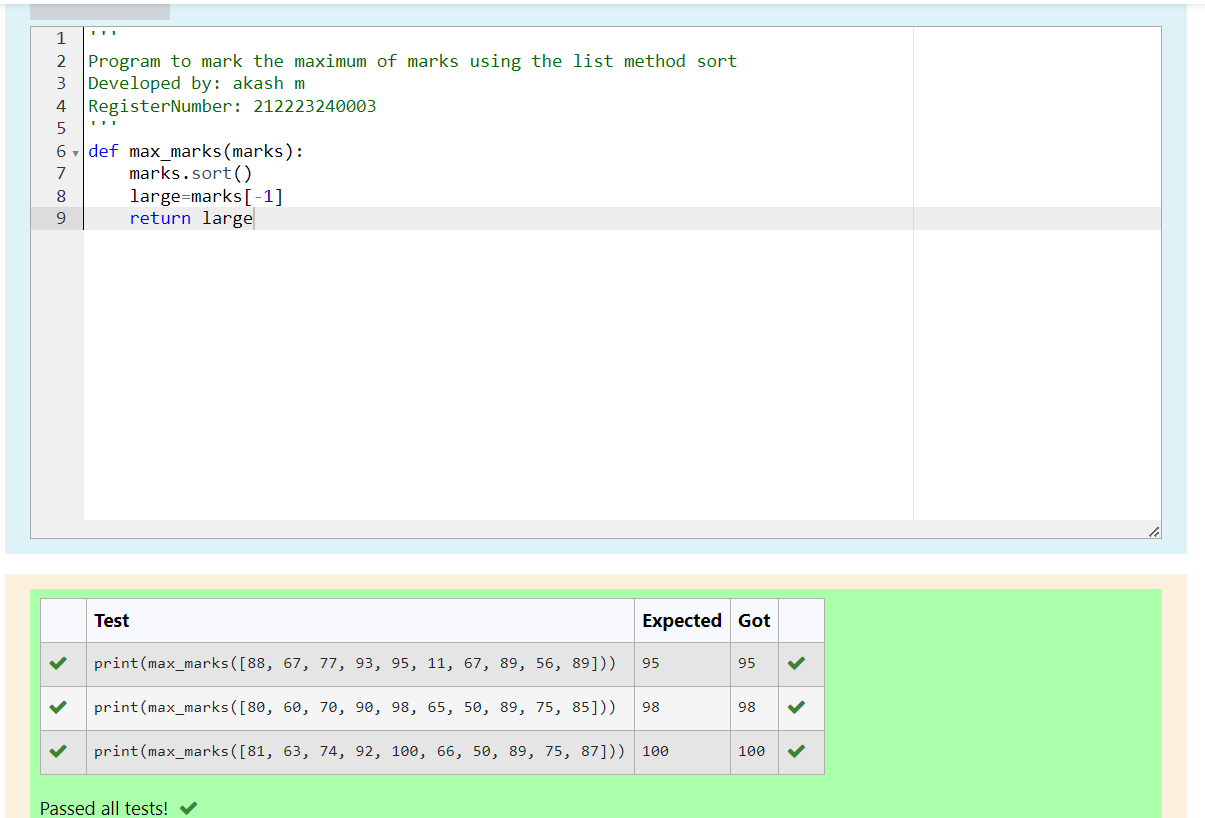 1 '''
2 Program to mark the maximum of marks using the list method sort
3 Developed by: akash m
4 RegisterNumber: 212223240003
5 '''
6 def max_marks(marks):
7     marks.sort()
8     large=marks[-1]
9     return large
Test Expected Got
print(max_marks([88, 67, 77, 93, 95, 11, 67, 89, 56, 89])) 95 95
print(max_marks([80, 60, 70, 90, 98, 65, 50, 89, 75, 85])) 98 98
print(max_marks([81, 63, 74, 92, 100, 66, 50, 89, 75, 87])) 100 100
Passed all tests!